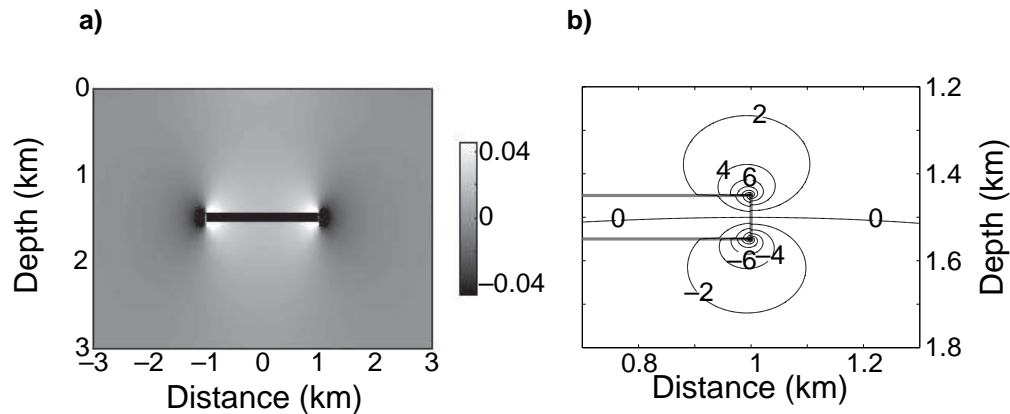 a)
0
1
2
3
Depth (km)
−3 −2 −1 0 1 2 3
Distance (km)
0.04
0
−0.04
b)
2
4
6
0 0
−6 −4
−2
1.2
1.4
1.6
1.8
Depth (km)
0.8 1 1.2
Distance (km)